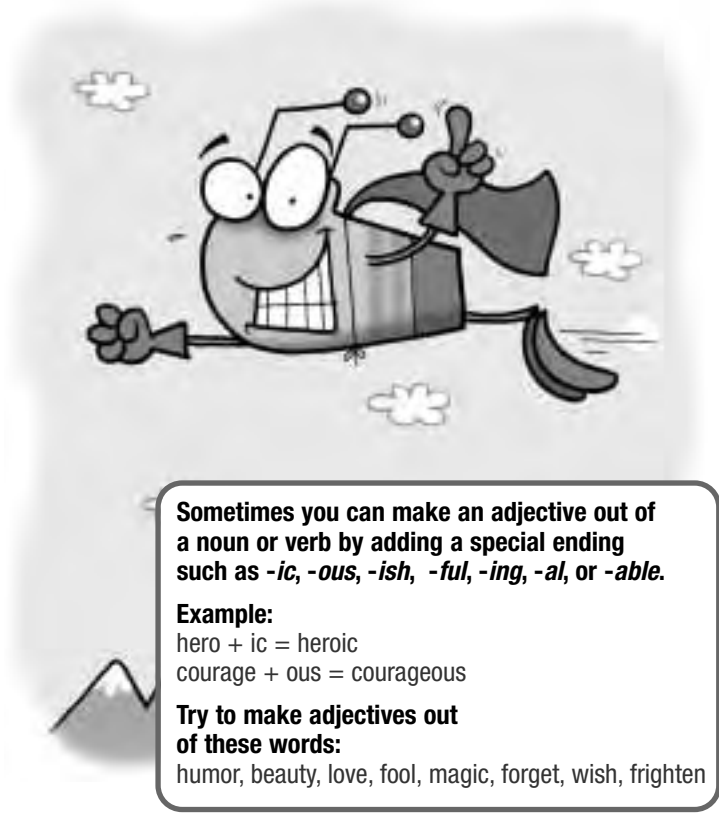 Sometimes you can make an adjective out of
a noun or verb by adding a special ending
such as -ic, -ous, -ish, -ful, -ing, -al, or -able.
Example:
hero + ic = heroic
courage + ous = courageous
Try to make adjectives out
of these words:
humor, beauty, love, fool, magic, forget, wish, frighten